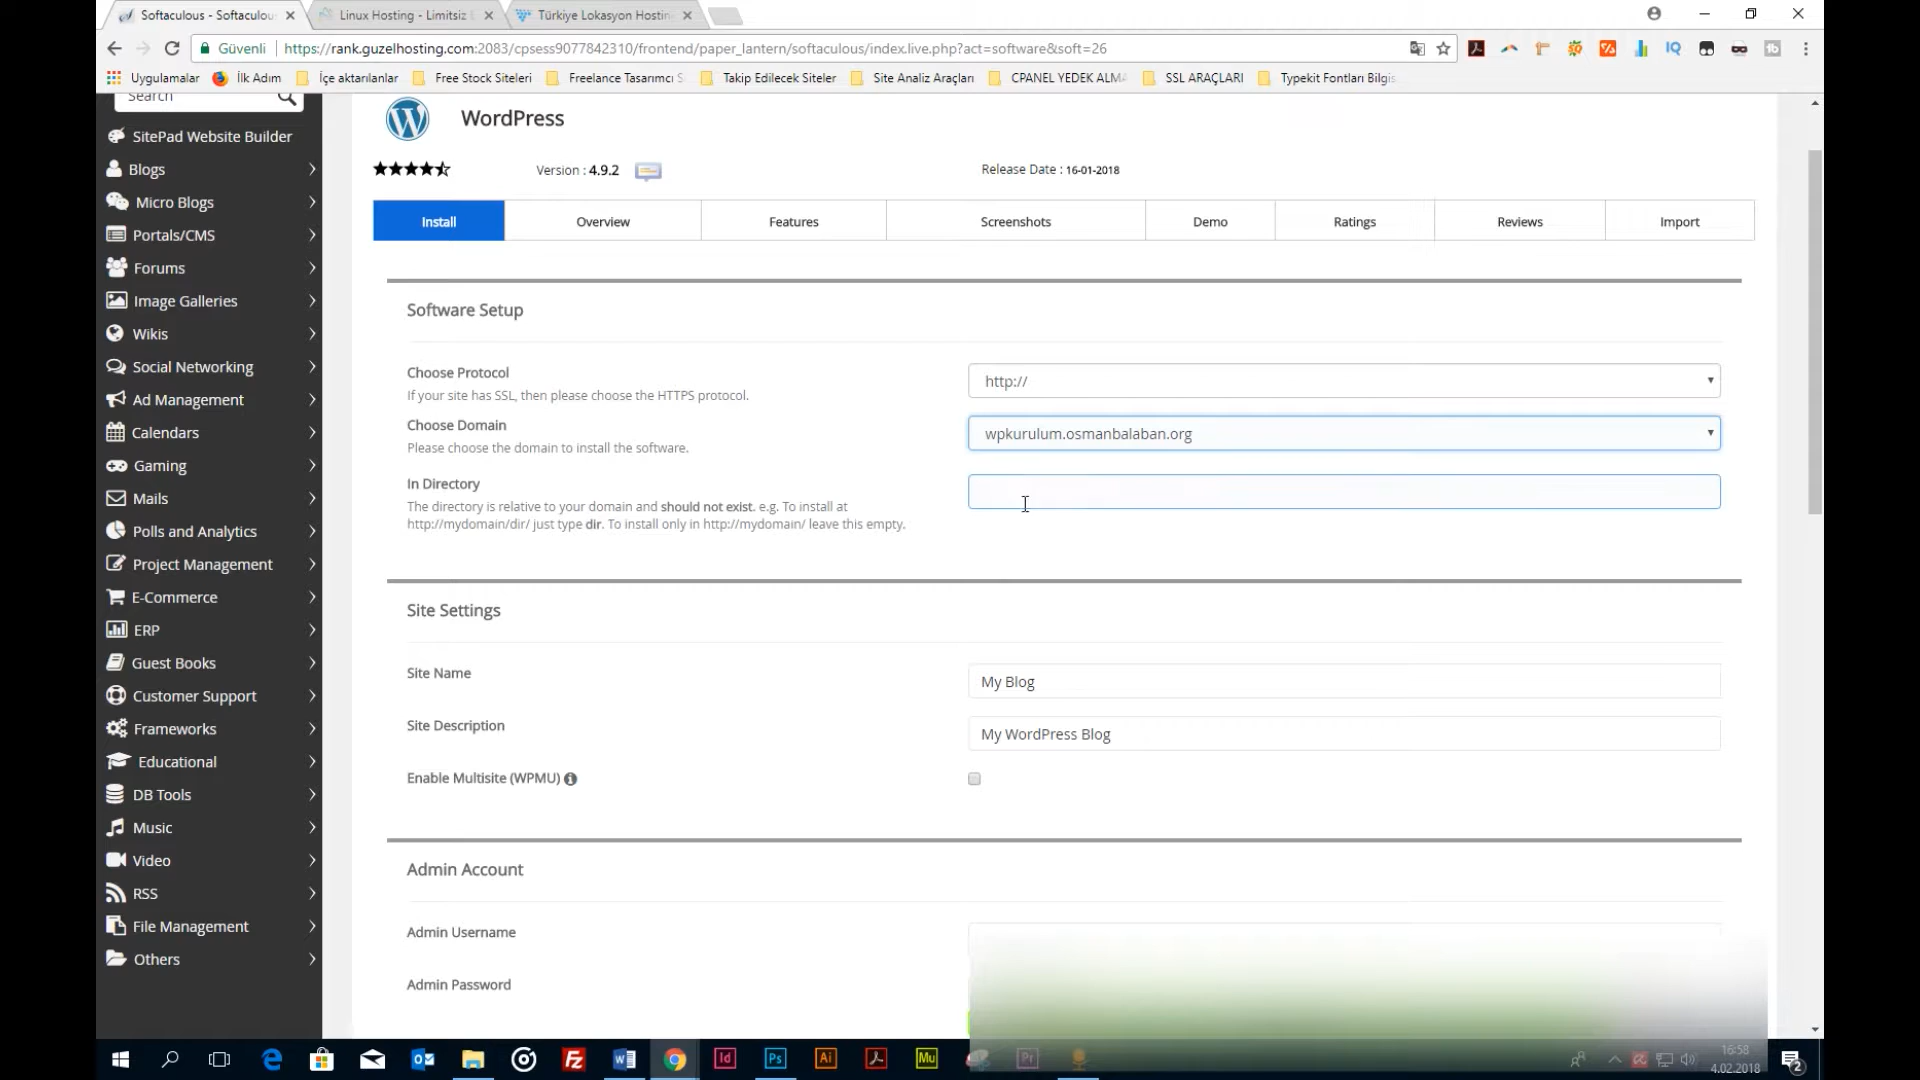 Softaculous - Softaculou
Linux Hosting - Limitsiz
Türkiye Lokasyon Hostin
Güvenli
https://rank.guzelhosting.com:2083/cpsess9077842310/frontend/paper_lantern/softaculous/index.live.php?act=software&soft=26
Uygulamalar
İlk Adım
İçe aktarılanlar
Free Stock Siteleri
Freelance Tasarımcı S
Takip Edilecek Siteler
Site Analiz Araçları
CPANEL YEDEK ALMA
SSL ARAÇLARI
Typekit Fontları Bilgis
Search
SitePad Website Builder
Blogs
Micro Blogs
Portals/CMS
Forums
Image Galleries
Wikis
Social Networking
Ad Management
Calendars
Gaming
Mails
Polls and Analytics
Project Management
E-Commerce
ERP
Guest Books
Customer Support
Frameworks
Educational
DB Tools
Music
Video
RSS
File Management
Others
WordPress
Version : 4.9.2
Release Date : 16-01-2018
Install
Overview
Features
Screenshots
Demo
Ratings
Reviews
Import
Software Setup
Choose Protocol
If your site has SSL, then please choose the HTTPS protocol.
http://
Choose Domain
Please choose the domain to install the software.
wpkurulum.osmanbalaban.org
In Directory
The directory is relative to your domain and should not exist. e.g. To install at
http://mydomain/dir/ just type dir. To install only in http://mydomain/ leave this empty.
Site Settings
Site Name
My Blog
Site Description
My WordPress Blog
Enable Multisite (WPMU)
Admin Account
Admin Username
Admin Password
16:58
4.02.2018